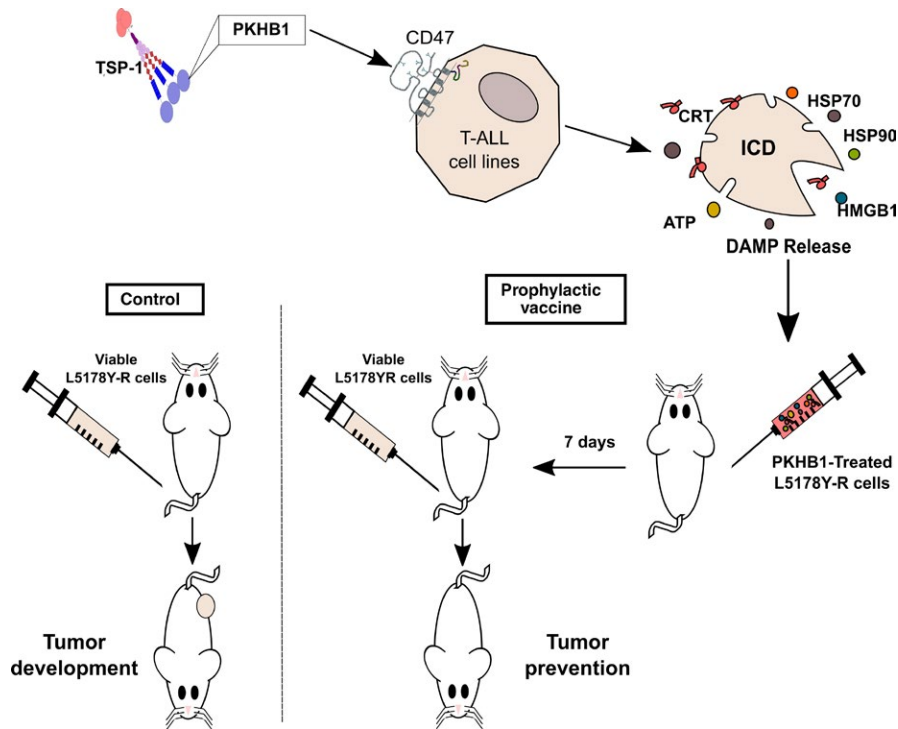 PKHB1
TSP-1
CD47
T-ALL
cell lines
CRT
ICD
HSP70
HSP90
HMGB1
ATP
DAMP Release
Control
Prophylactic
vaccine
Viable
L5178Y-R cells
Viable
L5178YR cells
7 days
PKHB1-Treated
L5178Y-R cells
Tumor
development
Tumor
prevention